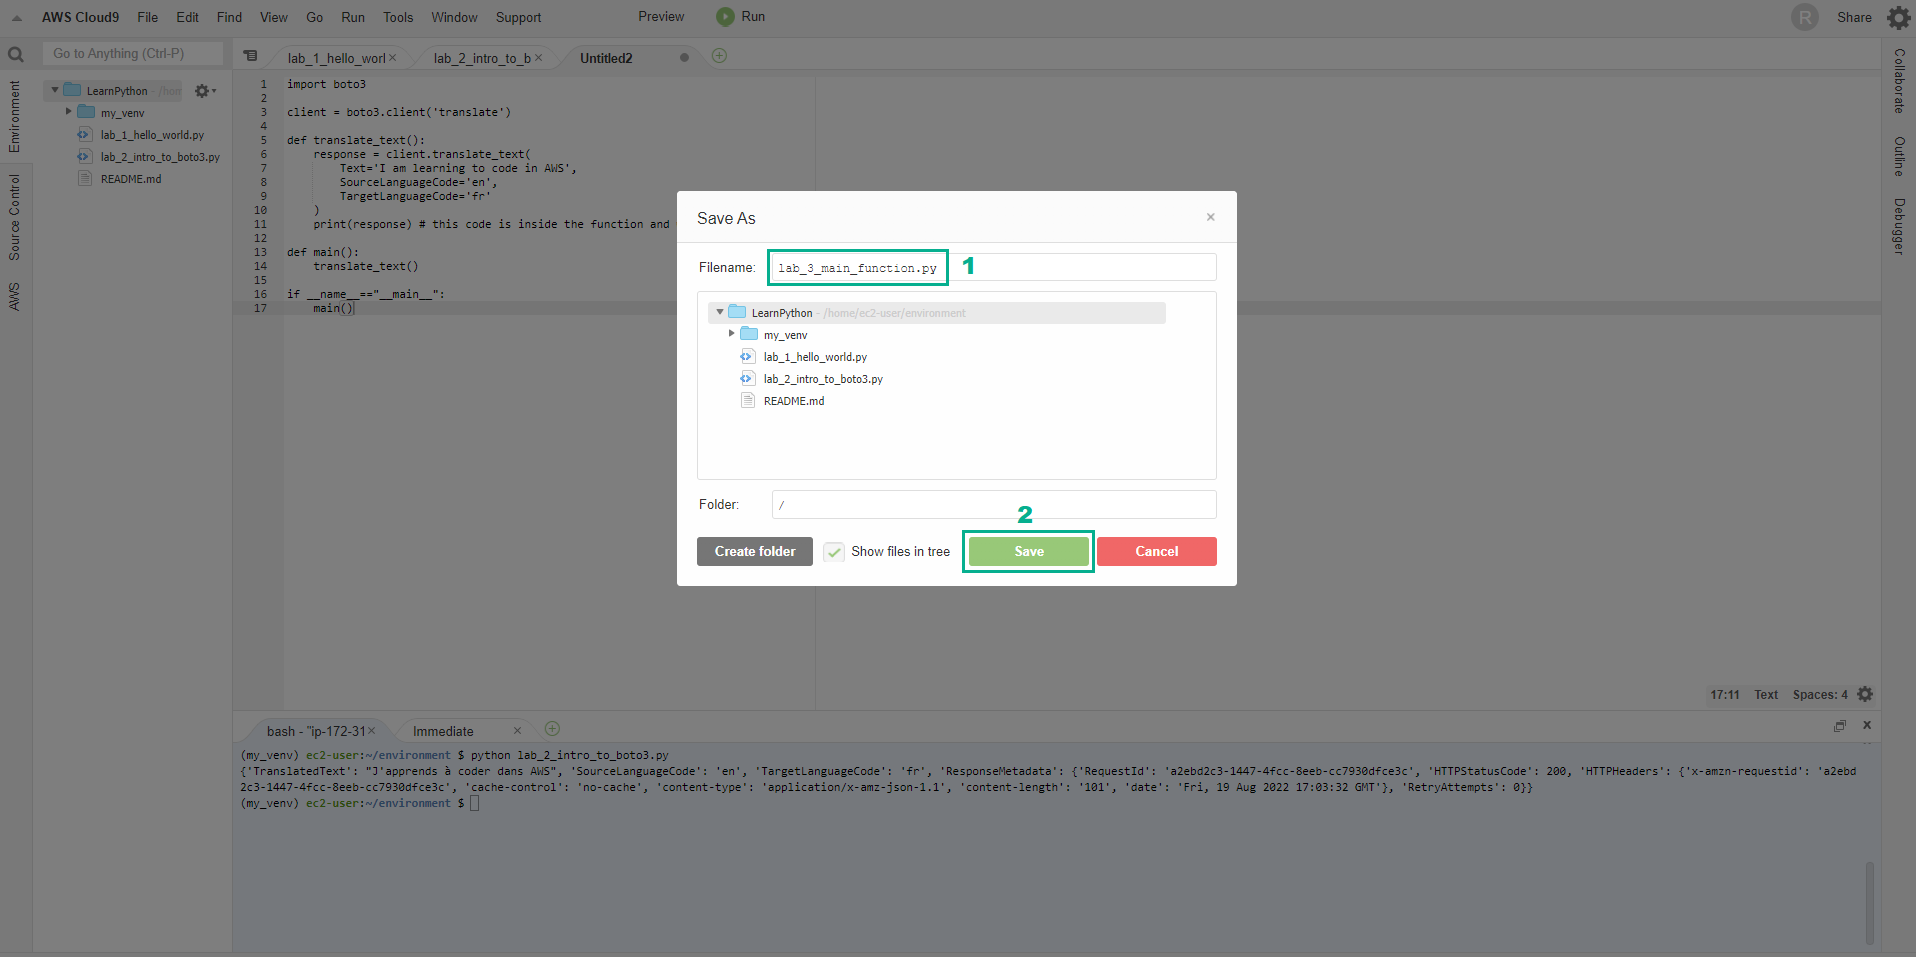 AWS Cloud9 File Edit Find View Go Run Tools Window Support Preview Run R Share
Go to Anything (Ctrl-P)
lab_1_hello_worl × lab_2_intro_to_b × Untitled2
Environment
Source Control
AWS
LearnPython - /hon
my_venv
lab_1_hello_world.py
lab_2_intro_to_boto3.py
README.md
1 import boto3
2
3 client = boto3.client('translate')
4
5 def translate_text():
6 response = client.translate_text(
7 Text='I am learning to code in AWS',
8 SourceLanguageCode='en',
9 TargetLanguageCode='fr'
10 )
11 print(response) # this code is inside the function and
12
13 def main():
14 translate_text()
15
16 if __name__=="__main__":
17 main()
Save As ×
Filename: lab_3_main_function.py 1
LearnPython - /home/ec2-user/environment
my_venv
lab_1_hello_world.py
lab_2_intro_to_boto3.py
README.md
Folder: /
2
Create folder Show files in tree Save Cancel
Collaborate
Outline
Debugger
17:11 Text Spaces: 4
bash - "ip-172-31 × Immediate ×
(my_venv) ec2-user:~/environment $ python lab_2_intro_to_boto3.py
{'TranslatedText': "J'apprends à coder dans AWS", 'SourceLanguageCode': 'en', 'TargetLanguageCode': 'fr', 'ResponseMetadata': {'RequestId': 'a2ebd2c3-1447-4fcc-8eeb-cc7930dfce3c', 'HTTPStatusCode': 200, 'HTTPHeaders': {'x-amzn-requestid': 'a2ebd
2c3-1447-4fcc-8eeb-cc7930dfce3c', 'cache-control': 'no-cache', 'content-type': 'application/x-amz-json-1.1', 'content-length': '101', 'date': 'Fri, 19 Aug 2022 17:03:32 GMT'}, 'RetryAttempts': 0}}
(my_venv) ec2-user:~/environment $